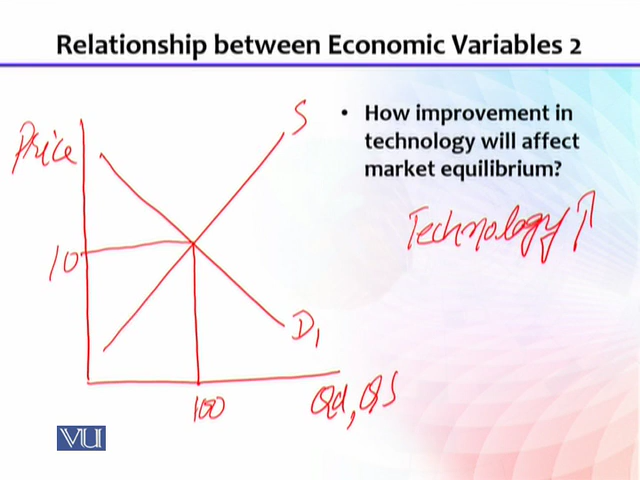 Relationship between Economic Variables 2
• How improvement in
technology will affect
market equilibrium?
Technology ↑
Price
S
10
D1
100
Qd, QS
VU